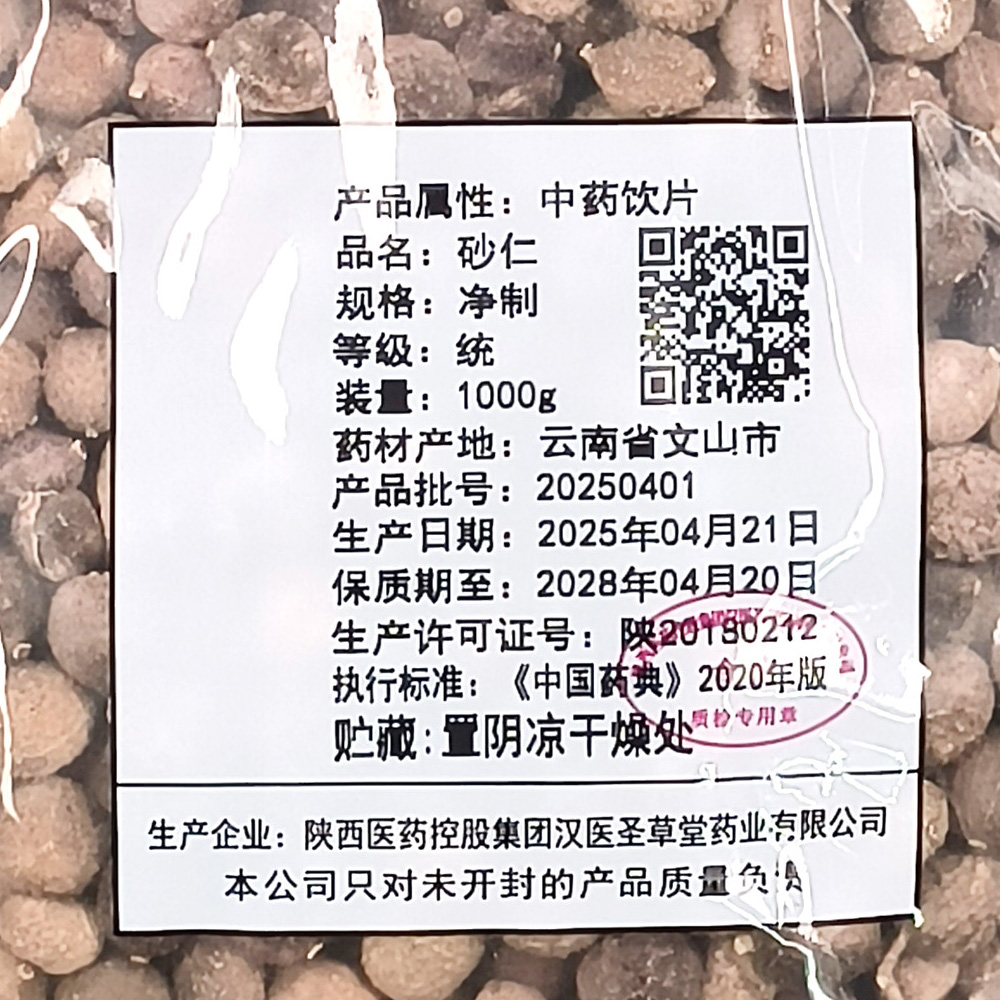 产品属性：中药饮片
品名：砂仁
规格：净制
等级：统
装量：1000g
药材产地：云南省文山市
产品批号：20250401
生产日期：2025年04月21日
保质期至：2028年04月20日
生产许可证号：陕20180212
执行标准：《中国药典》2020年版
质检专用章
贮藏:置阴凉干燥处
生产企业：陕西医药控股集团汉医圣草堂药业有限公司
本公司只对未开封的产品质量负